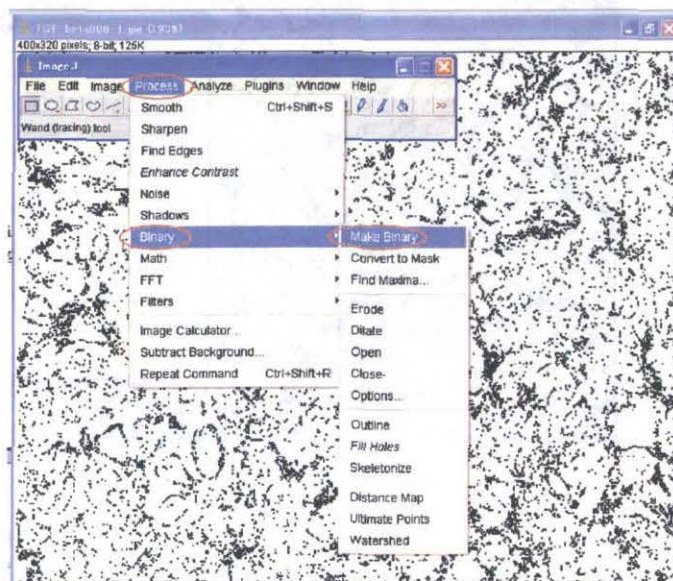 400x320 pixels; 8-bit; 125K
ImageJ
File Edit Image Process Analyze Plugins Window Help
>>
Wand (tracing) tool
Smooth Ctrl+Shift+S
Sharpen
Find Edges
Enhance Contrast
Noise
Shadows
Binary
Math
FFT
Filters
Image Calculator...
Subtract Background...
Repeat Command Ctrl+Shift+R
Make Binary
Convert to Mask
Find Maxima...
Erode
Dilate
Open
Close-
Options...
Outline
Fill Holes
Skeletonize
Distance Map
Ultimate Points
Watershed